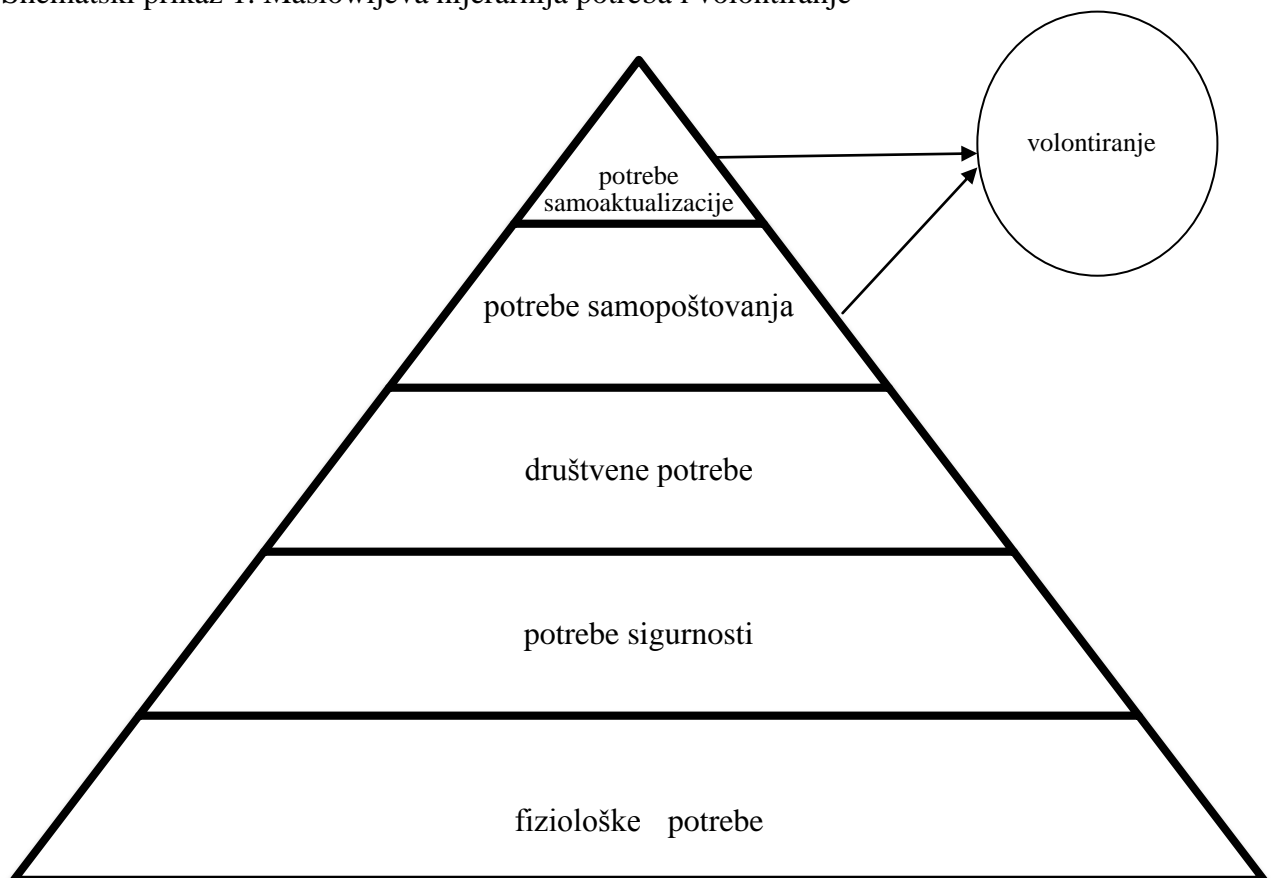 Shematski prikaz 1. Maslowljeva hijerarhija potreba i volontiranje
volontiranje
potrebe
samoaktualizacije
potrebe samopoštovanja
društvene potrebe
potrebe sigurnosti
fiziološke potrebe